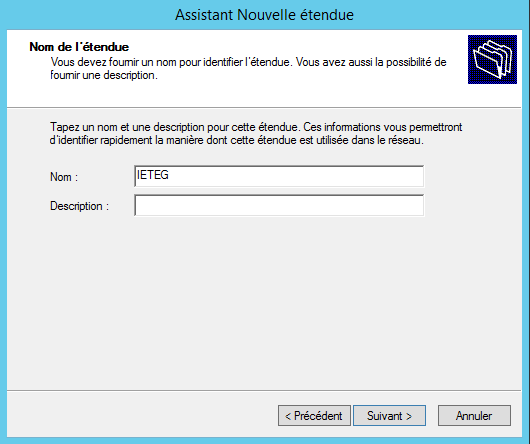 Assistant Nouvelle étendue
Nom de l'étendue
Vous devez fournir un nom pour identifier l'étendue. Vous avez aussi la possibilité de
fournir une description.
Tapez un nom et une description pour cette étendue. Ces informations vous permettront
d'identifier rapidement la manière dont cette étendue est utilisée dans le réseau.
Nom : IETEG
Description :
< Précédent Suivant > Annuler